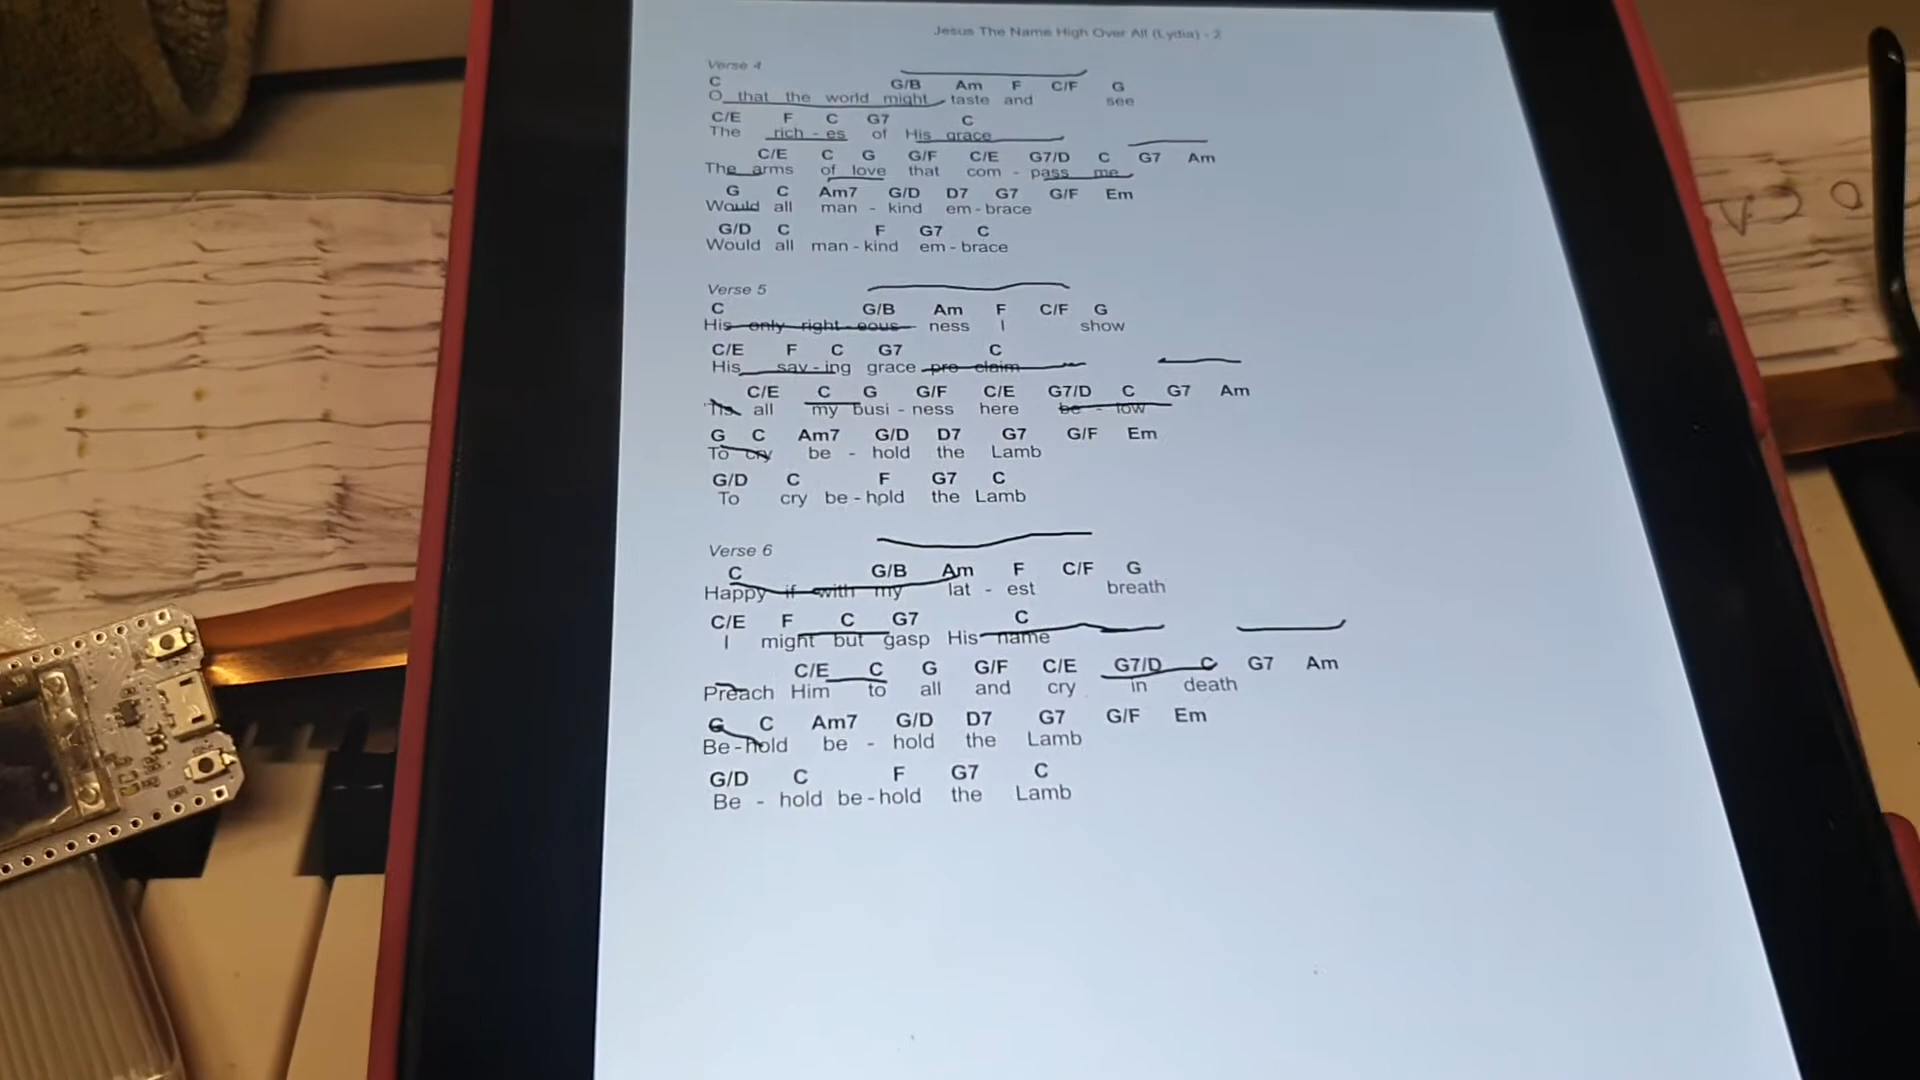 Jesus The Name High Over All (Lydia) - 2
Verse 4
C G/B Am F C/F G
O that the world might taste and see
C/E F C G7 C
The rich - es of His grace
C/E C G G/F C/E G7/D C G7 Am
The arms of love that com - pass me
G C Am7 G/D D7 G7 G/F Em
Would all man - kind em - brace
G/D C F G7 C
Would all man - kind em - brace
Verse 5
C G/B Am F C/F G
His only right - eous - ness I show
C/E F C G7 C
His sav - ing grace pro claim
C/E C G G/F C/E G7/D C G7 Am
'Tis all my busi - ness here be - low
G C Am7 G/D D7 G7 G/F Em
To cry be - hold the Lamb
G/D C F G7 C
To cry be - hold the Lamb
Verse 6
C G/B Am F C/F G
Happy if with my lat - est breath
C/E F C G7 C
I might but gasp His name
C/E C G G/F C/E G7/D C G7 Am
Preach Him to all and cry in death
G C Am7 G/D D7 G7 G/F Em
Be - hold be - hold the Lamb
G/D C F G7 C
Be - hold be - hold the Lamb